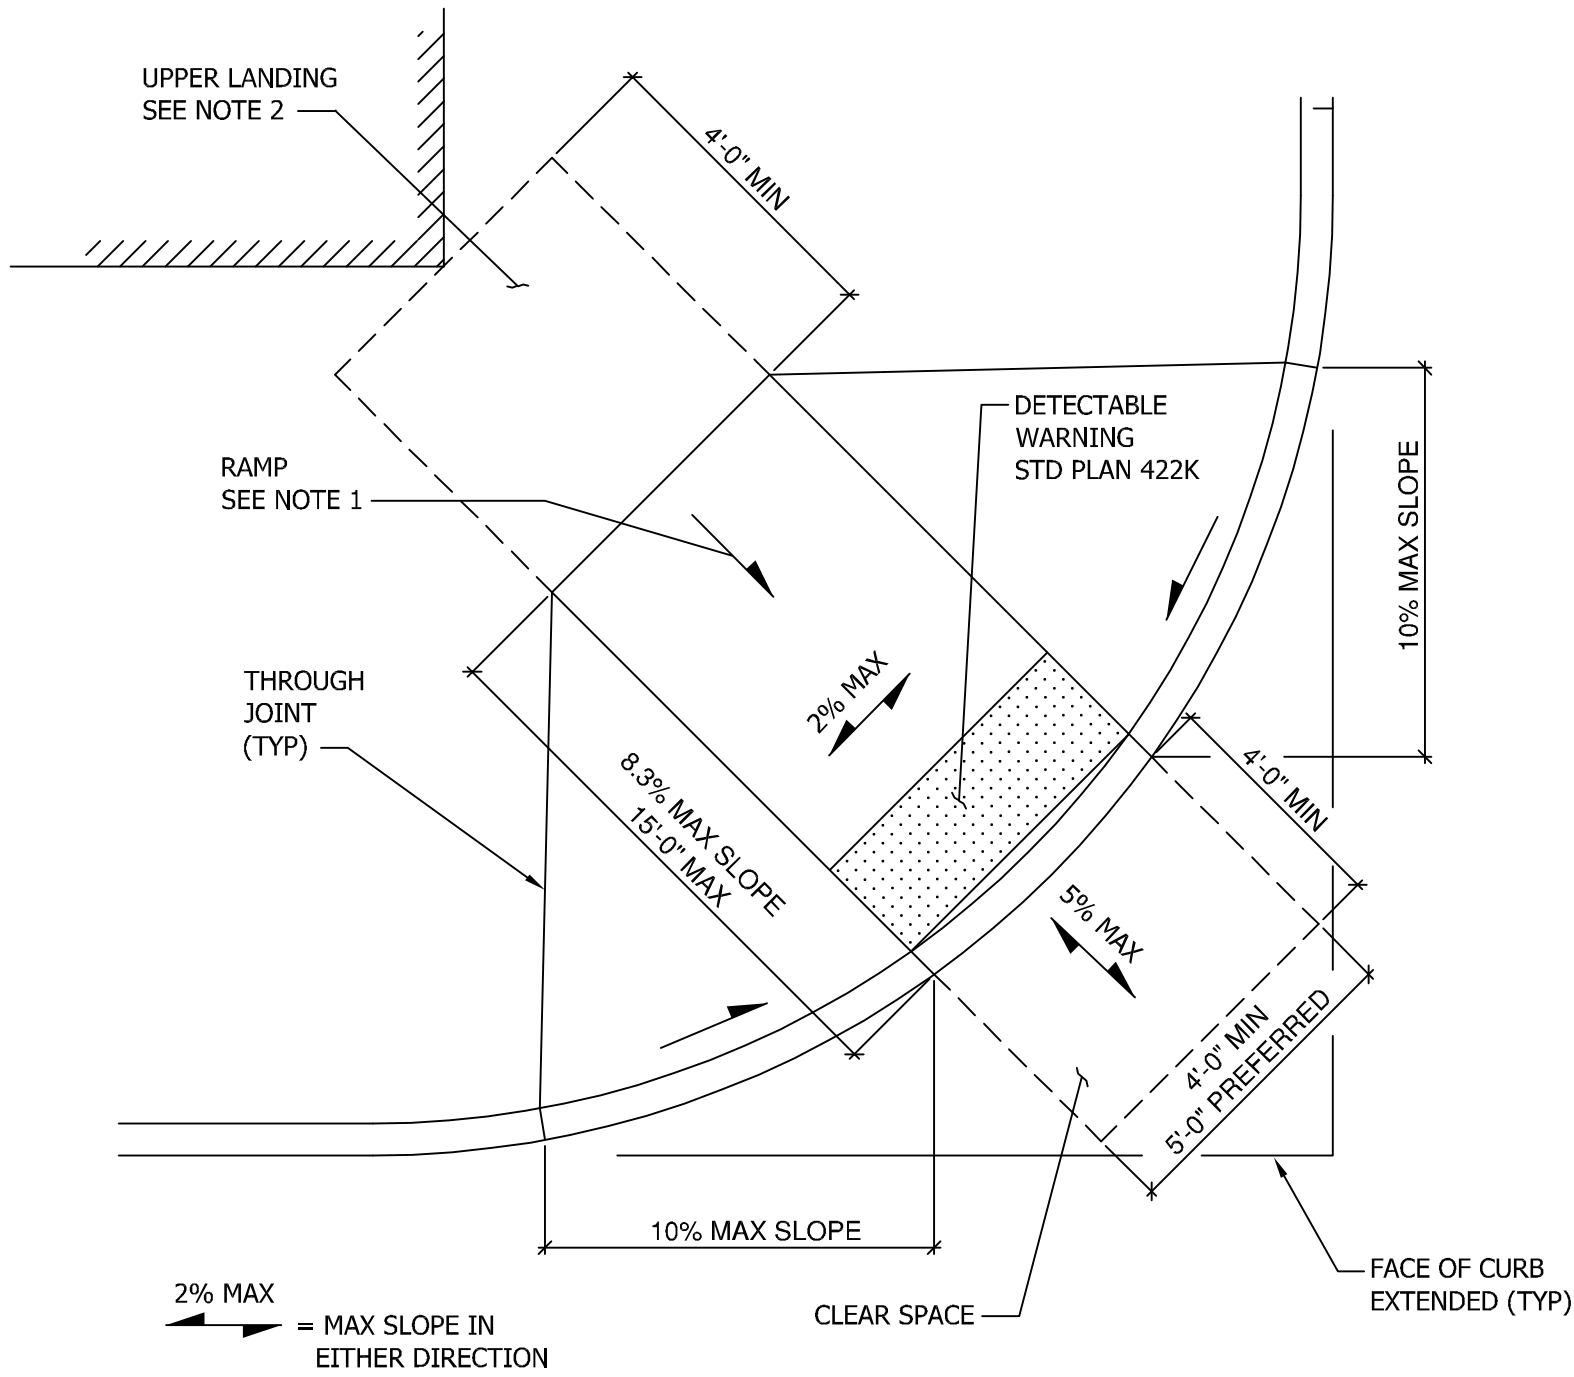 UPPER LANDING
SEE NOTE 2
4'-0" MIN
DETECTABLE
WARNING
STD PLAN 422K
RAMP
SEE NOTE 1
10% MAX SLOPE
THROUGH
JOINT
(TYP)
2% MAX
8.3% MAX SLOPE
15'-0" MAX
4'-0" MIN
5% MAX
4'-0" MIN
5'-0" PREFERRED
10% MAX SLOPE
FACE OF CURB
EXTENDED (TYP)
CLEAR SPACE
2% MAX
= MAX SLOPE IN
EITHER DIRECTION